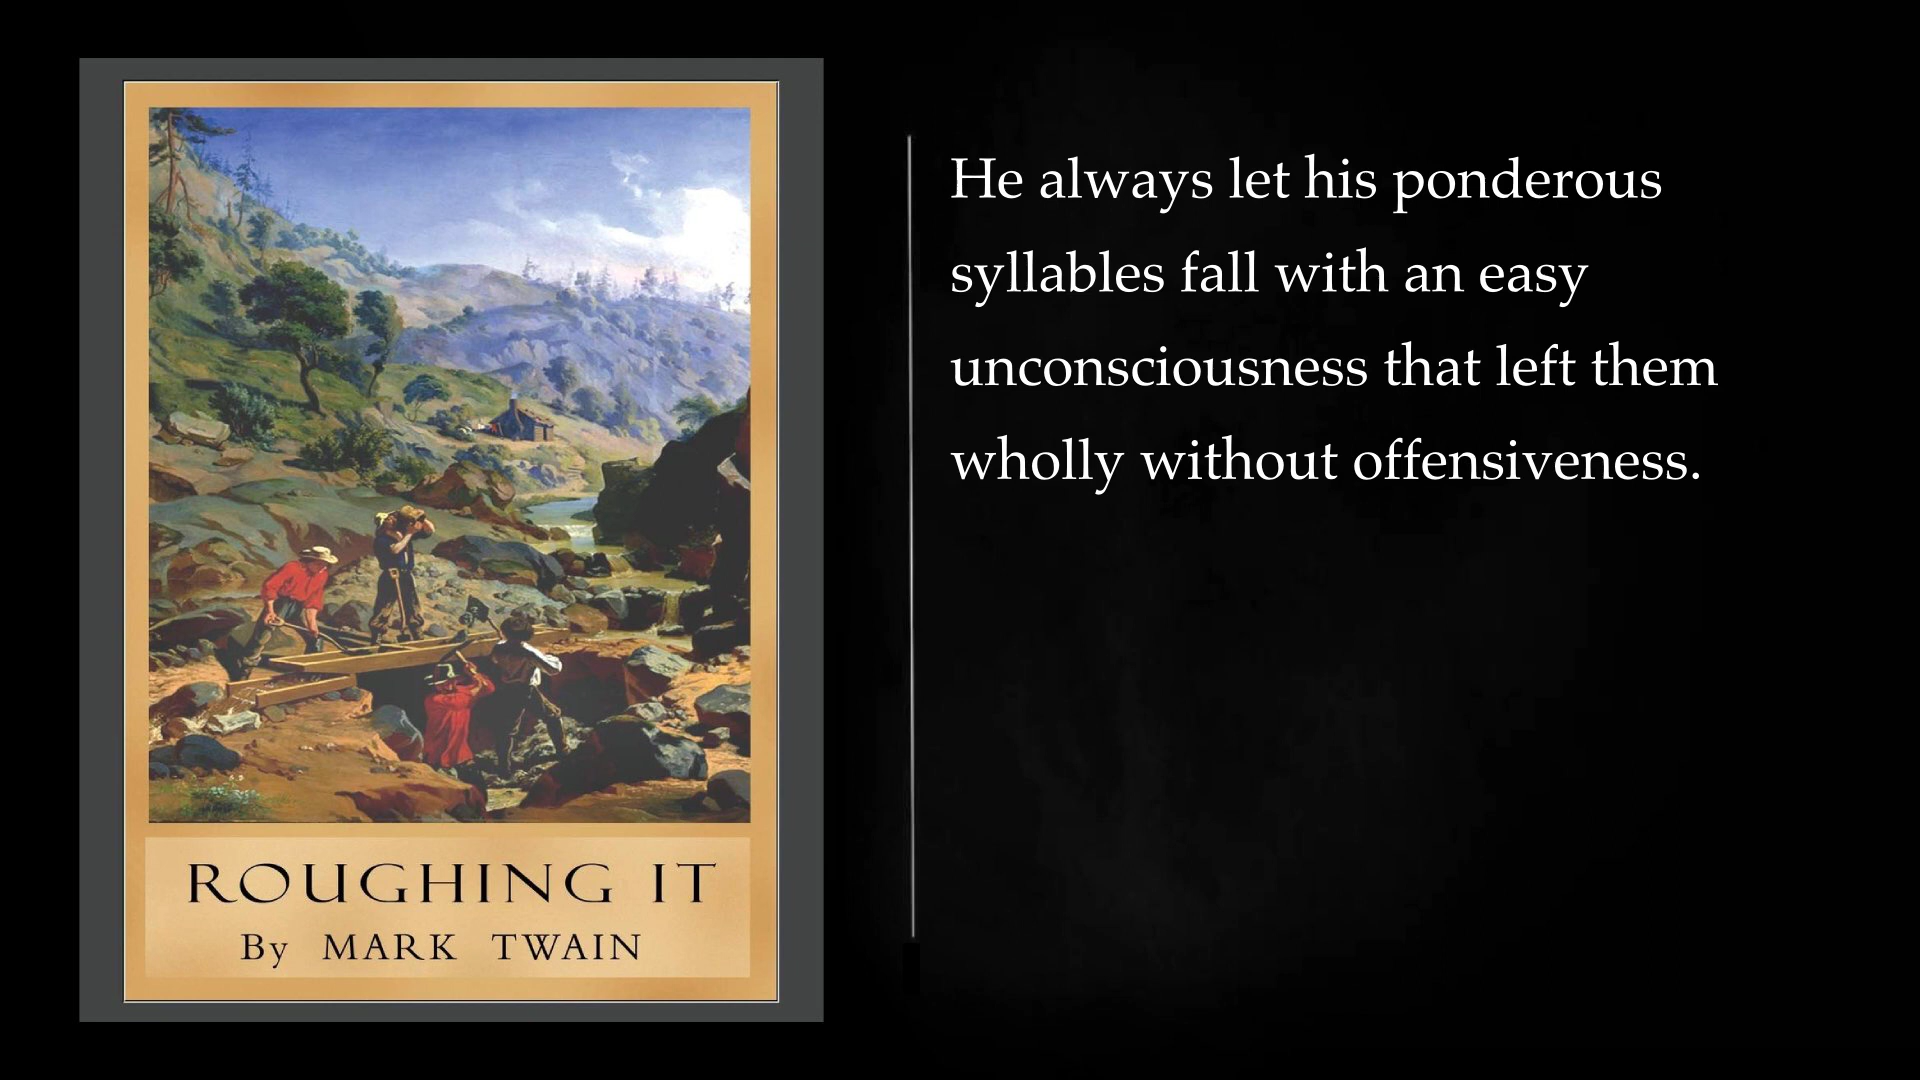 ROUGHING IT
By MARK TWAIN
He always let his ponderous
syllables fall with an easy
unconsciousness that left them
wholly without offensiveness.